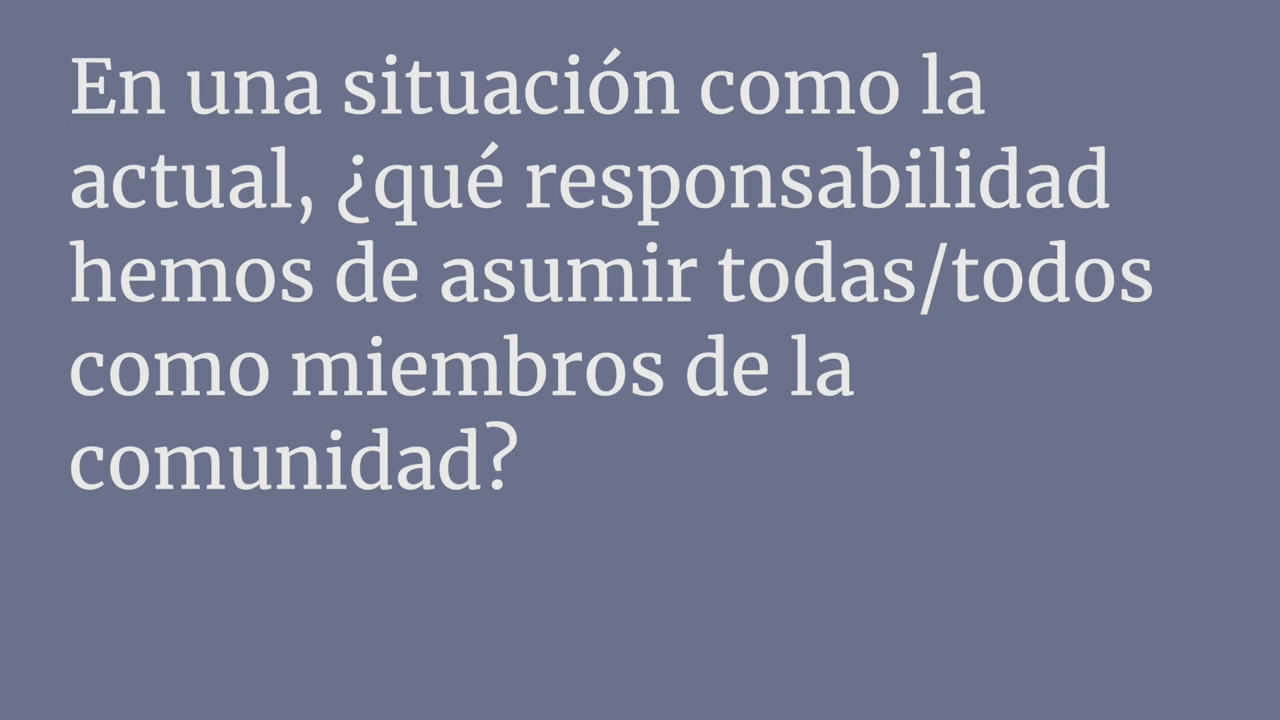 En una situación como la
actual, ¿qué responsabilidad
hemos de asumir todas/todos
como miembros de la
comunidad?